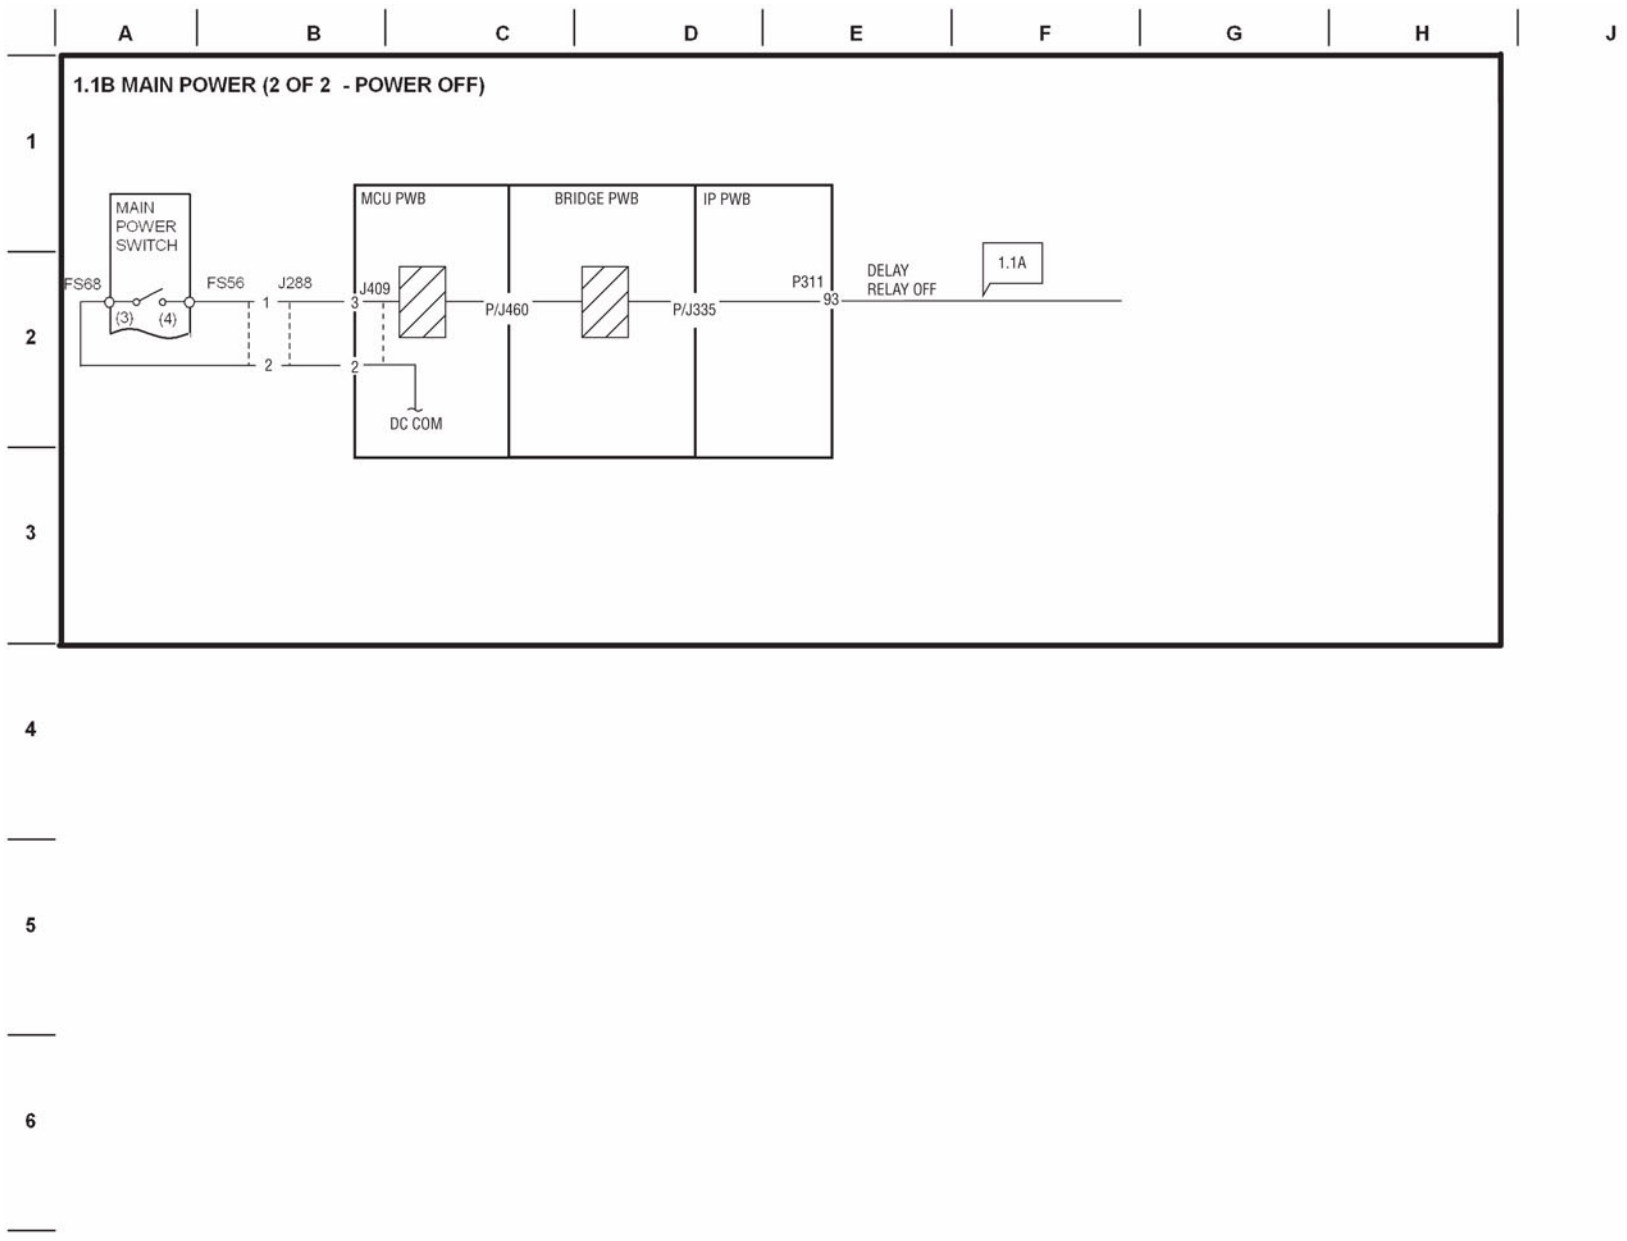 A B C D E F G H J
1.1B MAIN POWER (2 OF 2 - POWER OFF)
1
MAIN
POWER
SWITCH
MCU PWB
BRIDGE PWB
IP PWB
FS68
(3) (4)
FS56
J288
1
3
J409
P/J460
P/J335
P311
93
DELAY
RELAY OFF
1.1A
2
2
2
DC COM
3
4
5
6